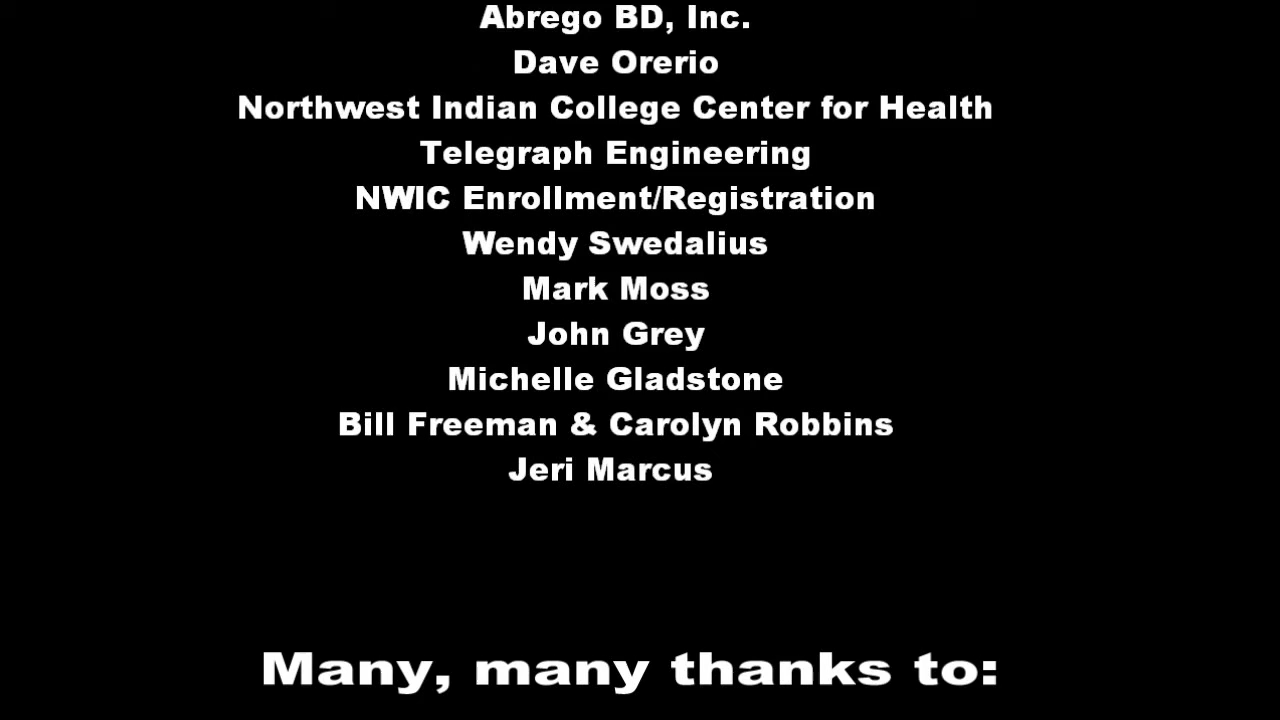 Abrego BD, Inc.
Dave Orerio
Northwest Indian College Center for Health
Telegraph Engineering
NWIC Enrollment/Registration
Wendy Swedalius
Mark Moss
John Grey
Michelle Gladstone
Bill Freeman & Carolyn Robbins
Jeri Marcus
Many, many thanks to: